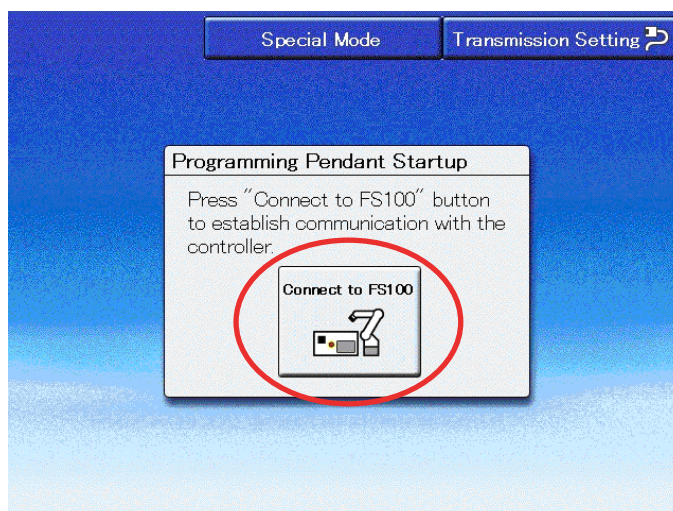 Special Mode
Transmission Setting
Programming Pendant Startup
Press "Connect to FS100" button
to establish communication with the
controller.
Connect to FS100